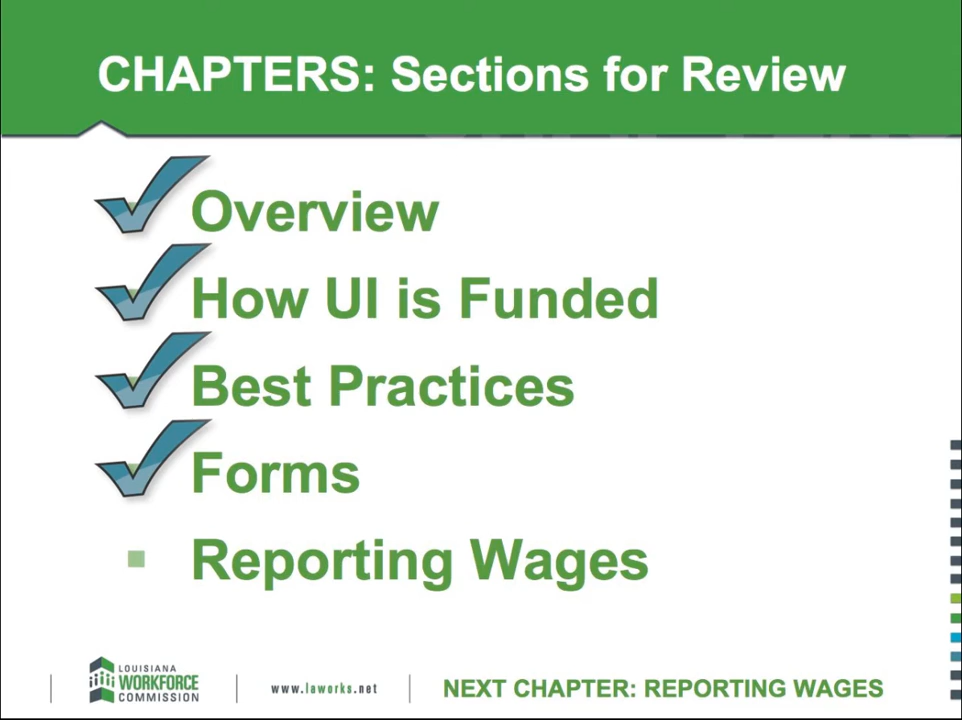 CHAPTERS: Sections for Review
Overview
How UI is Funded
Best Practices
Forms
Reporting Wages
LOUISIANA
WORKFORCE
COMMISSION
www.laworks.net
NEXT CHAPTER: REPORTING WAGES